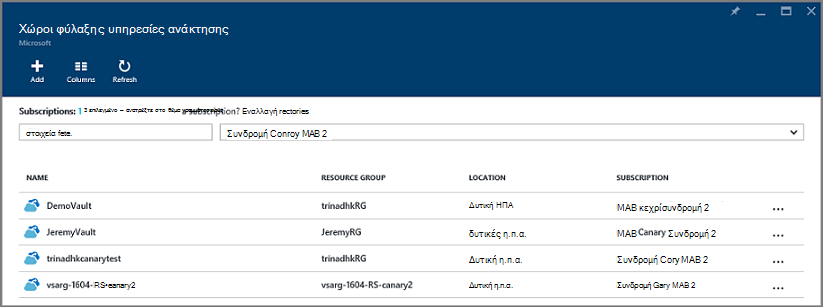 Χώροι φύλαξης υπηρεσίες ανάκτησης
Microsoft
Add Columns Refresh
Subscriptions: 1 3 επιλεγμένο – ανατρέξτε στο θέμα subscription? Εναλλαγή rectories
στοιχεία fete. Συνδρομή Conroy MAB 2
NAME RESOURCE GROUP LOCATION SUBSCRIPTION
DemoVault trinadhkRG Δυτική ΗΠΑ MAB κεχρίσυνδρομή 2 ...
JeremyVault JeremyRG δυτικές η.π.α. MAB Canary Συνδρομή 2 ...
trinadhkcanarytest trinadhkRG Δυτική η.π.α. Συνδρομή Cory MAB 2 ...
vsarg-1604-RS-canary2 vsarg-1604-RS-canary2 Δυτική η.π.α. Συνδρομή Gary MAB 2 ...